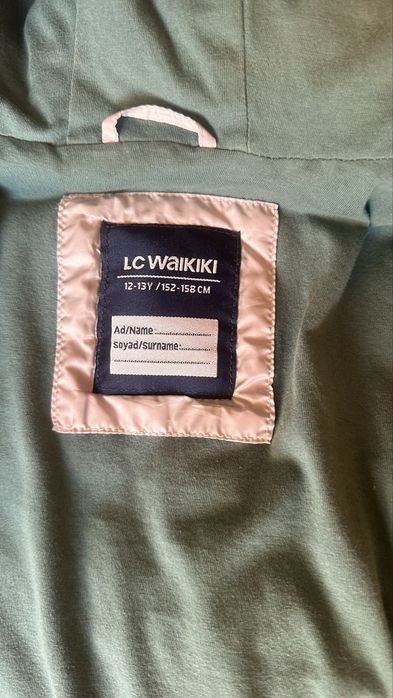 LC WAIKIKI
12-13Y / 152-158 CM
Ad/Name:
Soyad/Surname: